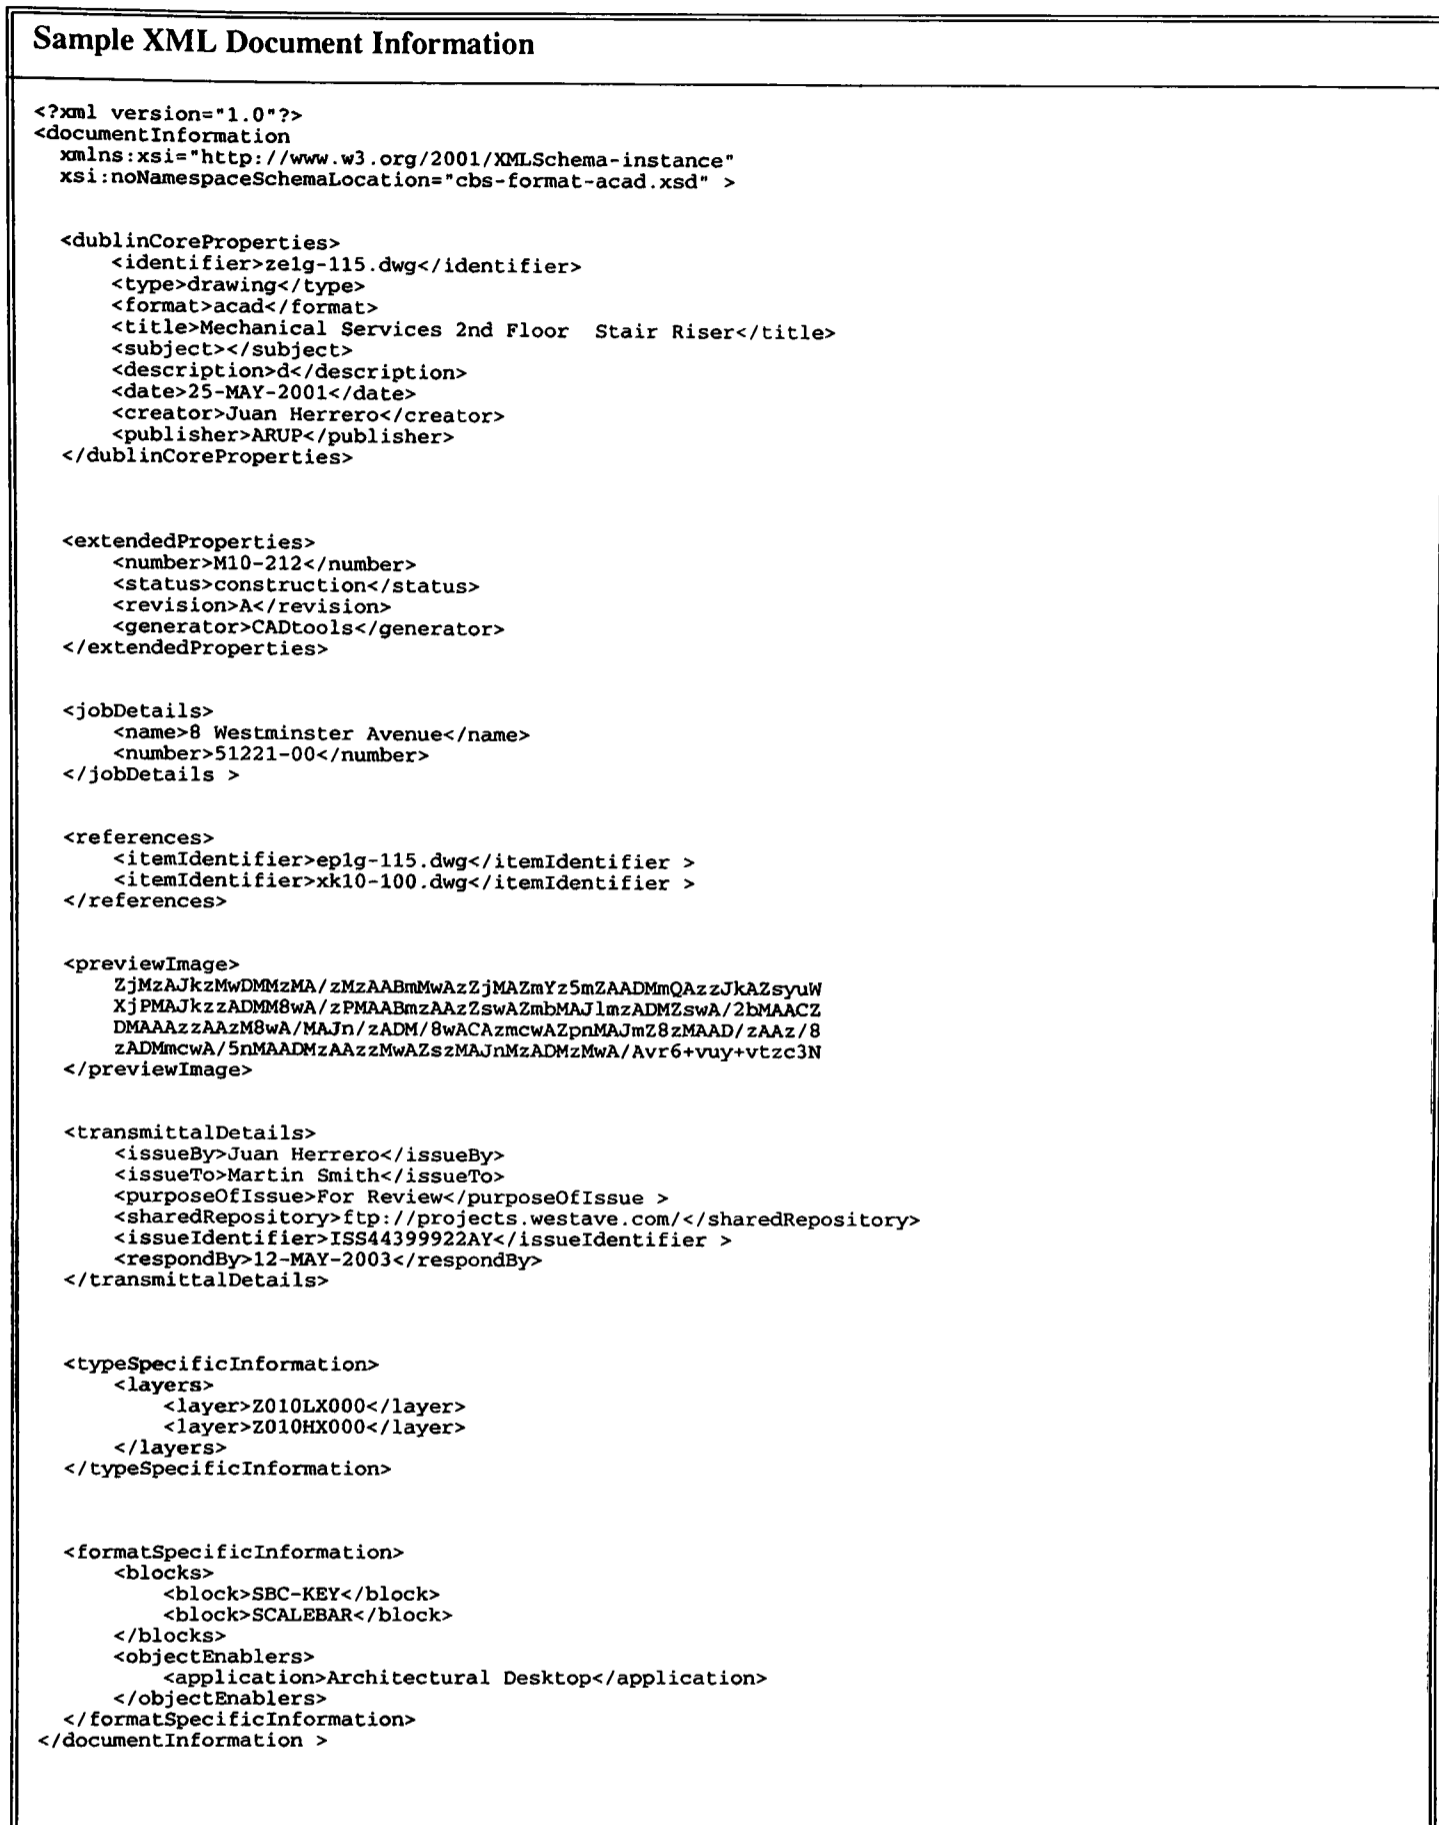 Sample XML Document Information
<?xml version="1.0"?>
<documentInformation
xmlns:xsi="http://www.w3.org/2001/XMLSchema-instance"
xsi:noNamespaceSchemaLocation="cbs-format-acad.xsd" >
<dublinCoreProperties>
<identifier>ze1g-115.dwg</identifier>
<type>drawing</type>
<format>acad</format>
<title>Mechanical Services 2nd Floor  Stair Riser</title>
<subject></subject>
<description>d</description>
<date>25-MAY-2001</date>
<creator>Juan Herrero</creator>
<publisher>ARUP</publisher>
</dublinCoreProperties>
<extendedProperties>
<number>M10-212</number>
<status>construction</status>
<revision>A</revision>
<generator>CADtools</generator>
</extendedProperties>
<jobDetails>
<name>8 Westminster Avenue</name>
<number>51221-00</number>
</jobDetails >
<references>
<itemIdentifier>ep1g-115.dwg</itemIdentifier >
<itemIdentifier>xk10-100.dwg</itemIdentifier >
</references>
<previewImage>
ZjMzAJkzMwDMMzMA/zMzAABmMwAzZjMAZmYz5mZAADMmQAzzJkAZsyuW
XjPMAJkzzADMM8wA/zPMAABmzAAzZswAZmbMAJlmzADMZswA/2bMAACZ
DMAAAzzAAzM8wA/MAJn/zADM/8wACAzmcwAZpnMAJmZ8zMAAD/zAAz/8
zADMmcwA/5nMAADMzAAzzMwAZszMAJnMzADMzMwA/Avr6+vuy+vtzc3N
</previewImage>
<transmittalDetails>
<issueBy>Juan Herrero</issueBy>
<issueTo>Martin Smith</issueTo>
<purposeOfIssue>For Review</purposeOfIssue >
<sharedRepository>ftp://projects.westave.com/</sharedRepository>
<issueIdentifier>ISS44399922AY</issueIdentifier >
<respondBy>12-MAY-2003</respondBy>
</transmittalDetails>
<typeSpecificInformation>
<layers>
<layer>Z010LX000</layer>
<layer>Z010HX000</layer>
</layers>
</typeSpecificInformation>
<formatSpecificInformation>
<blocks>
<block>SBC-KEY</block>
<block>SCALEBAR</block>
</blocks>
<objectEnablers>
<application>Architectural Desktop</application>
</objectEnablers>
</formatSpecificInformation>
</documentInformation >